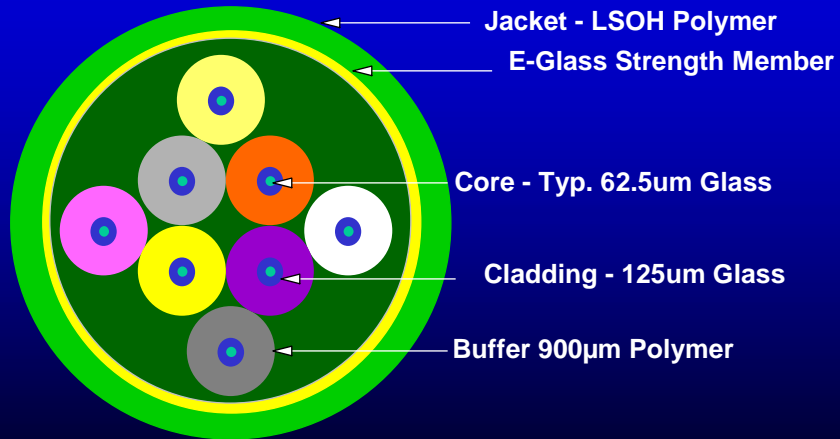 Jacket - LSOH Polymer
E-Glass Strength Member
Core - Typ. 62.5um Glass
Cladding - 125um Glass
Buffer 900µm Polymer